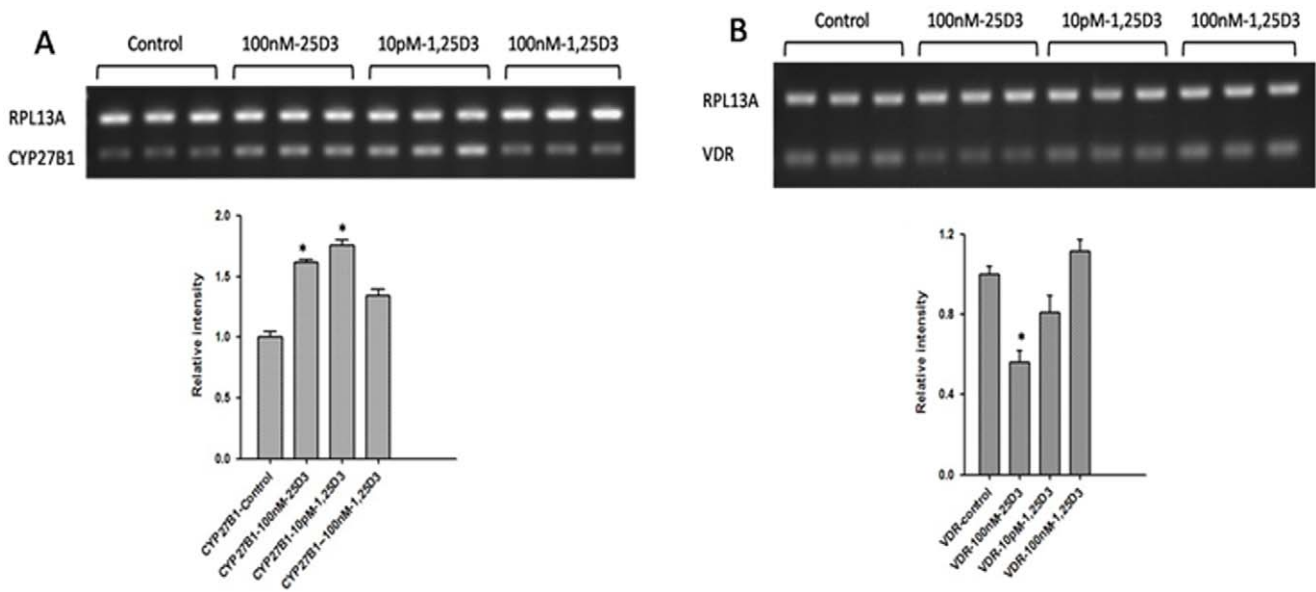 A
Control
100nM-25D3
10pM-1,25D3
100nM-1,25D3
RPL13A
CYP27B1
2.0
1.5
1.0
0.5
0.0
Relative intensity
*
*
CYP27B1-Control
CYP27B1-100nM-25D3
CYP27B1-10pM-1,25D3
CYP27B1--100nM-1,25D3
B
Control
100nM-25D3
10pM-1,25D3
100nM-1,25D3
RPL13A
VDR
1.2
0.8
0.4
0.0
Relative intensity
*
VDR-control
VDR-100nM-25D3
VDR-10pM-1,25D3
VDR-100nM-1,25D3